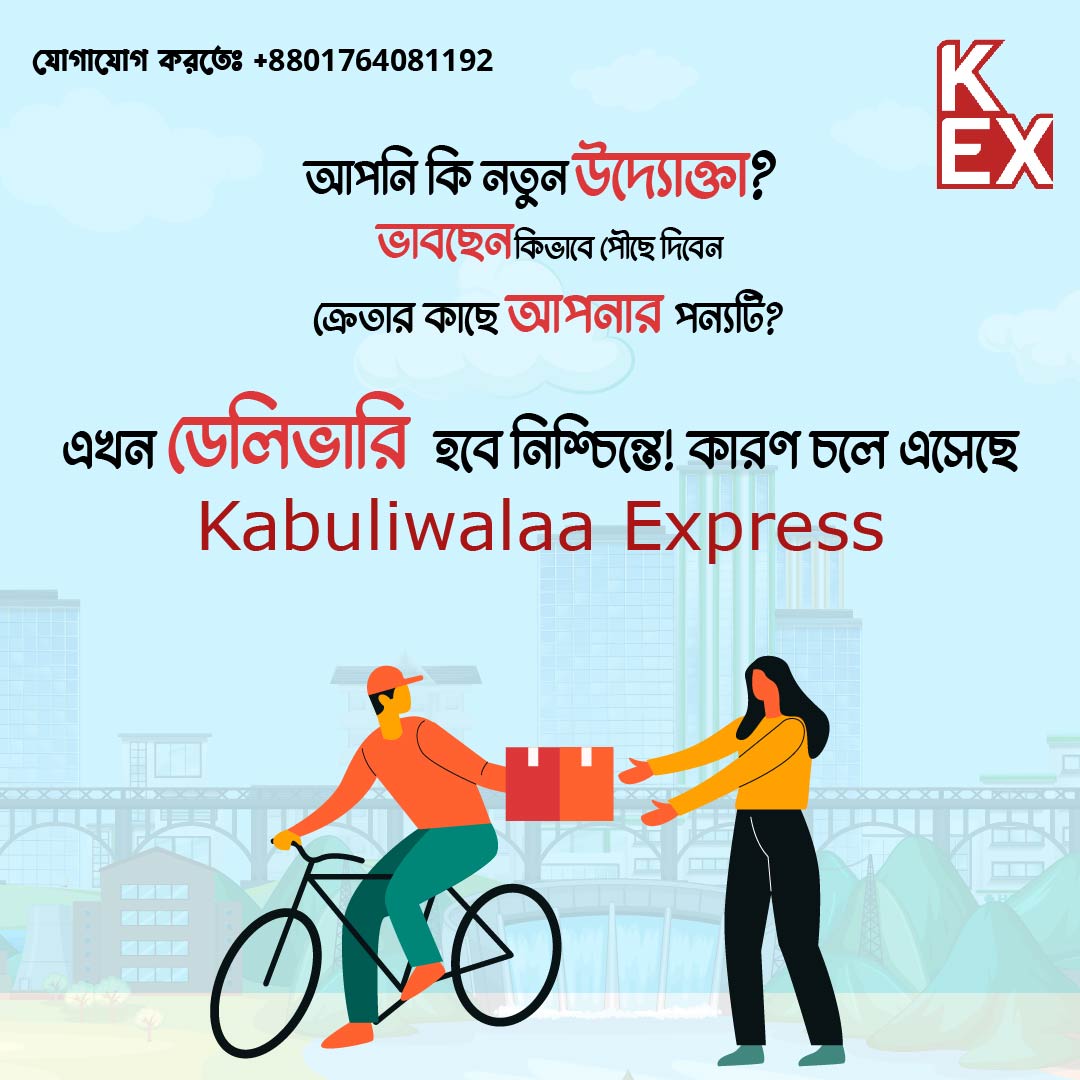 যোগাযোগ করতেঃ +8801764081192
K
EX
আপনি কি নতুন উদ্যোক্তা?
ভাবছেন কিভাবে পৌছে দিবেন
ক্রেতার কাছে আপনার পন্যটি?
এখন ডেলিভারি হবে নিশ্চিন্তে! কারণ চলে এসেছে
Kabuliwalaa Express